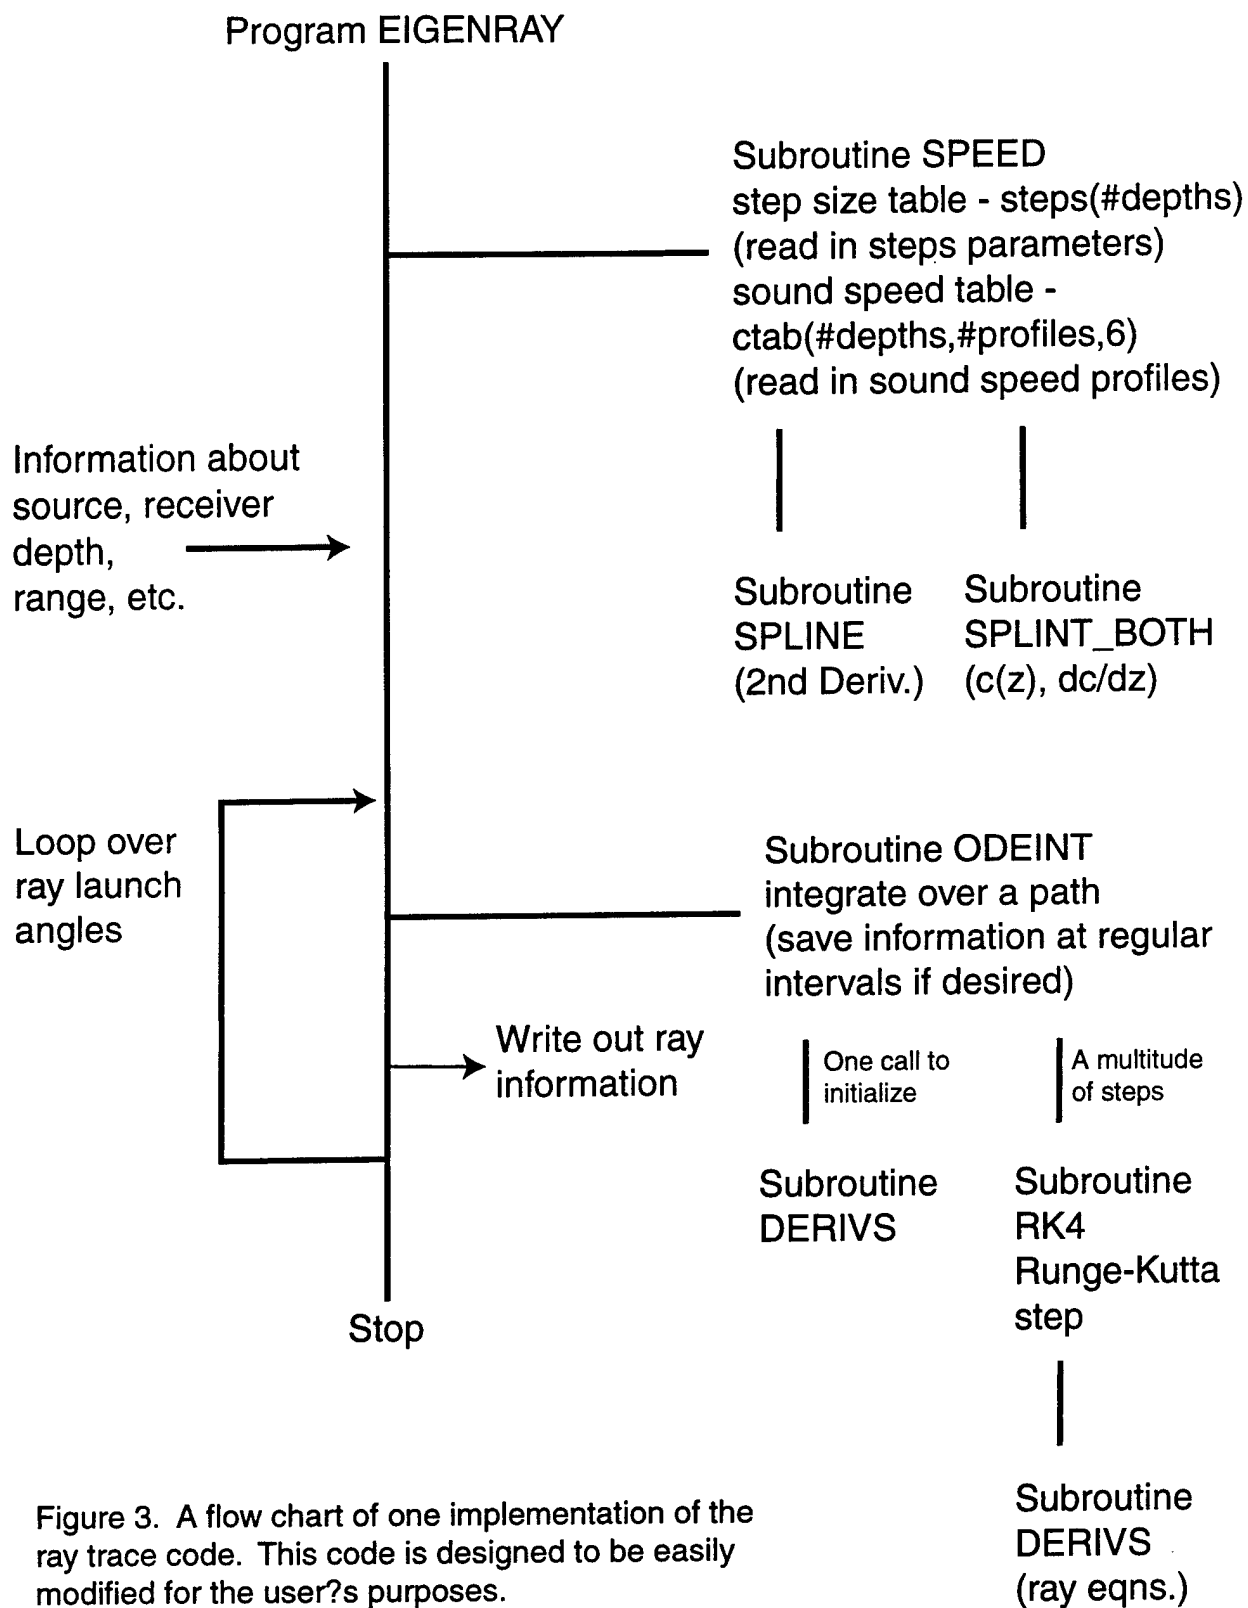 Program EIGENRAY
Subroutine SPEED
step size table - steps(#depths)
(read in steps parameters)
sound speed table -
ctab(#depths,#profiles,6)
(read in sound speed profiles)
Information about
source, receiver
depth,
range, etc.
Subroutine
SPLINE
(2nd Deriv.)
Subroutine
SPLINT_BOTH
(c(z), dc/dz)
Loop over
ray launch
angles
Subroutine ODEINT
integrate over a path
(save information at regular
intervals if desired)
Write out ray
information
One call to
initialize
A multitude
of steps
Subroutine
DERIVS
Subroutine
RK4
Runge-Kutta
step
Stop
Subroutine
DERIVS
(ray eqns.)
Figure 3. A flow chart of one implementation of the
ray trace code. This code is designed to be easily
modified for the user?s purposes.